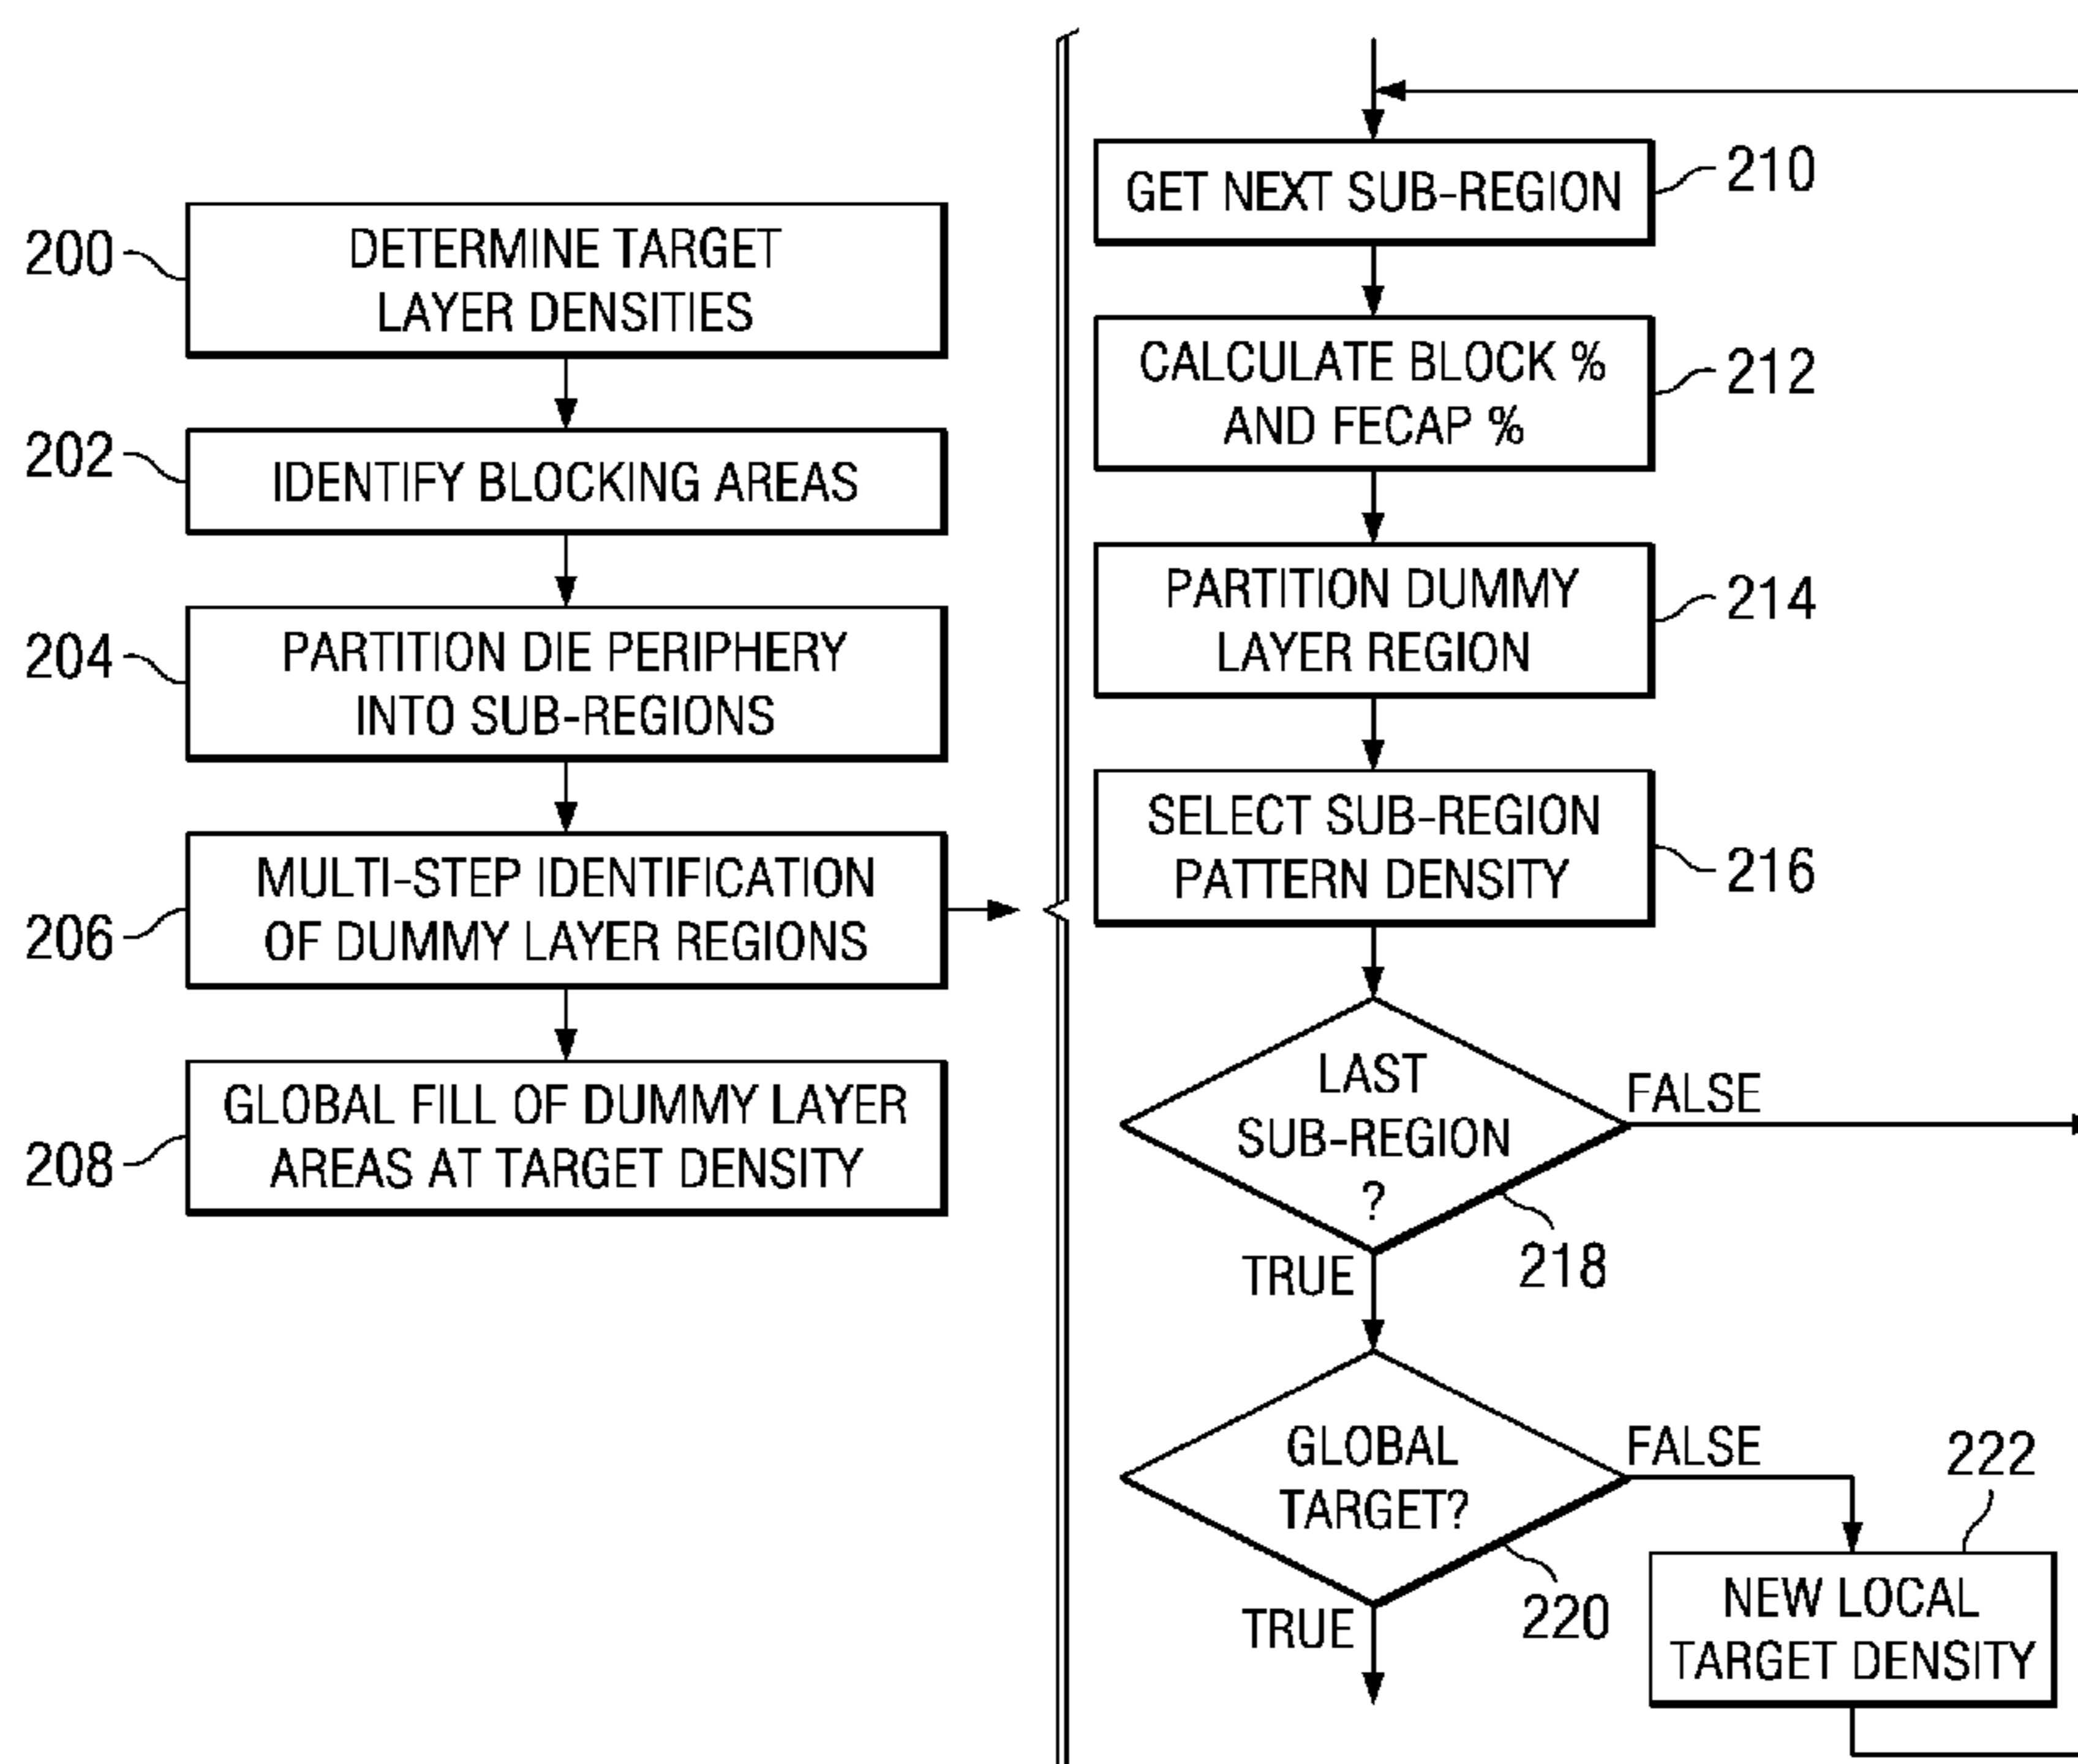 200
DETERMINE TARGET
LAYER DENSITIES
202
IDENTIFY BLOCKING AREAS
204
PARTITION DIE PERIPHERY
INTO SUB-REGIONS
206
MULTI-STEP IDENTIFICATION
OF DUMMY LAYER REGIONS
208
GLOBAL FILL OF DUMMY LAYER
AREAS AT TARGET DENSITY
GET NEXT SUB-REGION
210
CALCULATE BLOCK %
AND FECAP %
212
PARTITION DUMMY
LAYER REGION
214
SELECT SUB-REGION
PATTERN DENSITY
216
LAST
SUB-REGION
?
FALSE
218
TRUE
GLOBAL
TARGET?
FALSE
220
TRUE
222
NEW LOCAL
TARGET DENSITY